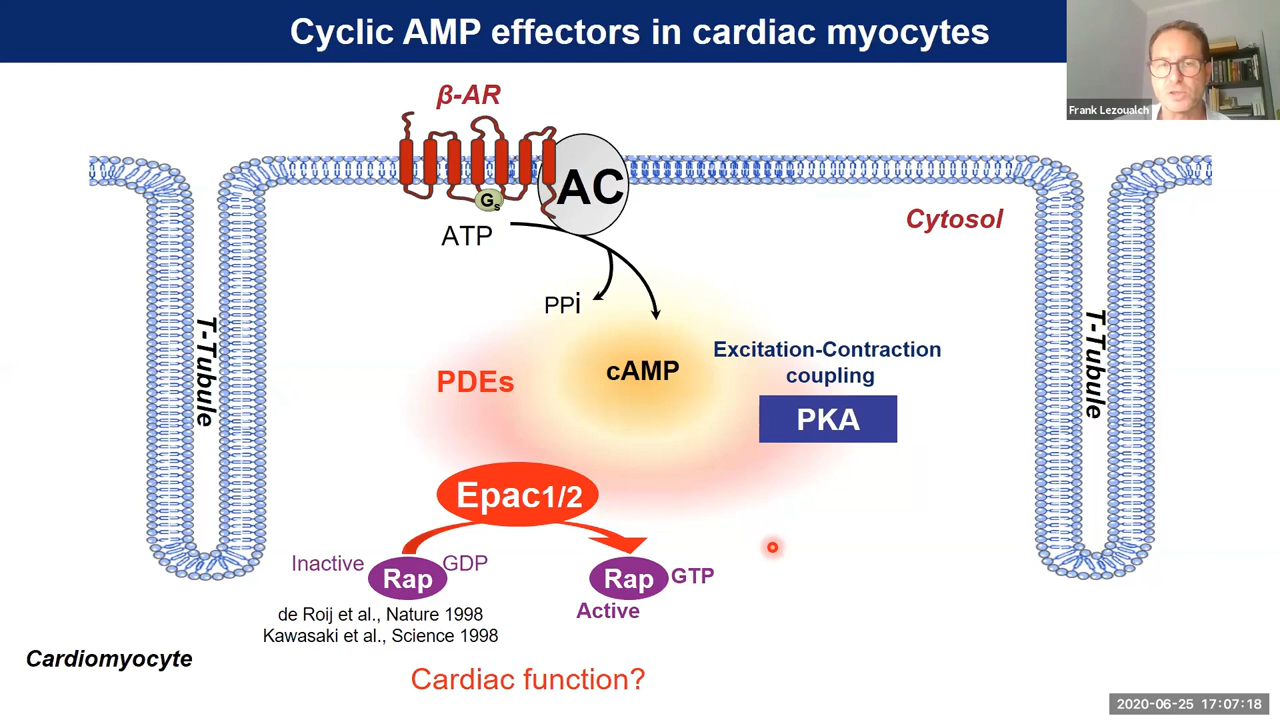 Cyclic AMP effectors in cardiac myocytes
Frank Lezoualch
β-AR
AC
Gs
ATP
Cytosol
PPi
T-Tubule
T-Tubule
cAMP
Excitation-Contraction
coupling
PDEs
PKA
Epac1/2
Inactive
Rap
GDP
Rap
GTP
Active
de Roij et al., Nature 1998
Kawasaki et al., Science 1998
Cardiomyocyte
Cardiac function?
2020-06-25 17:07:18